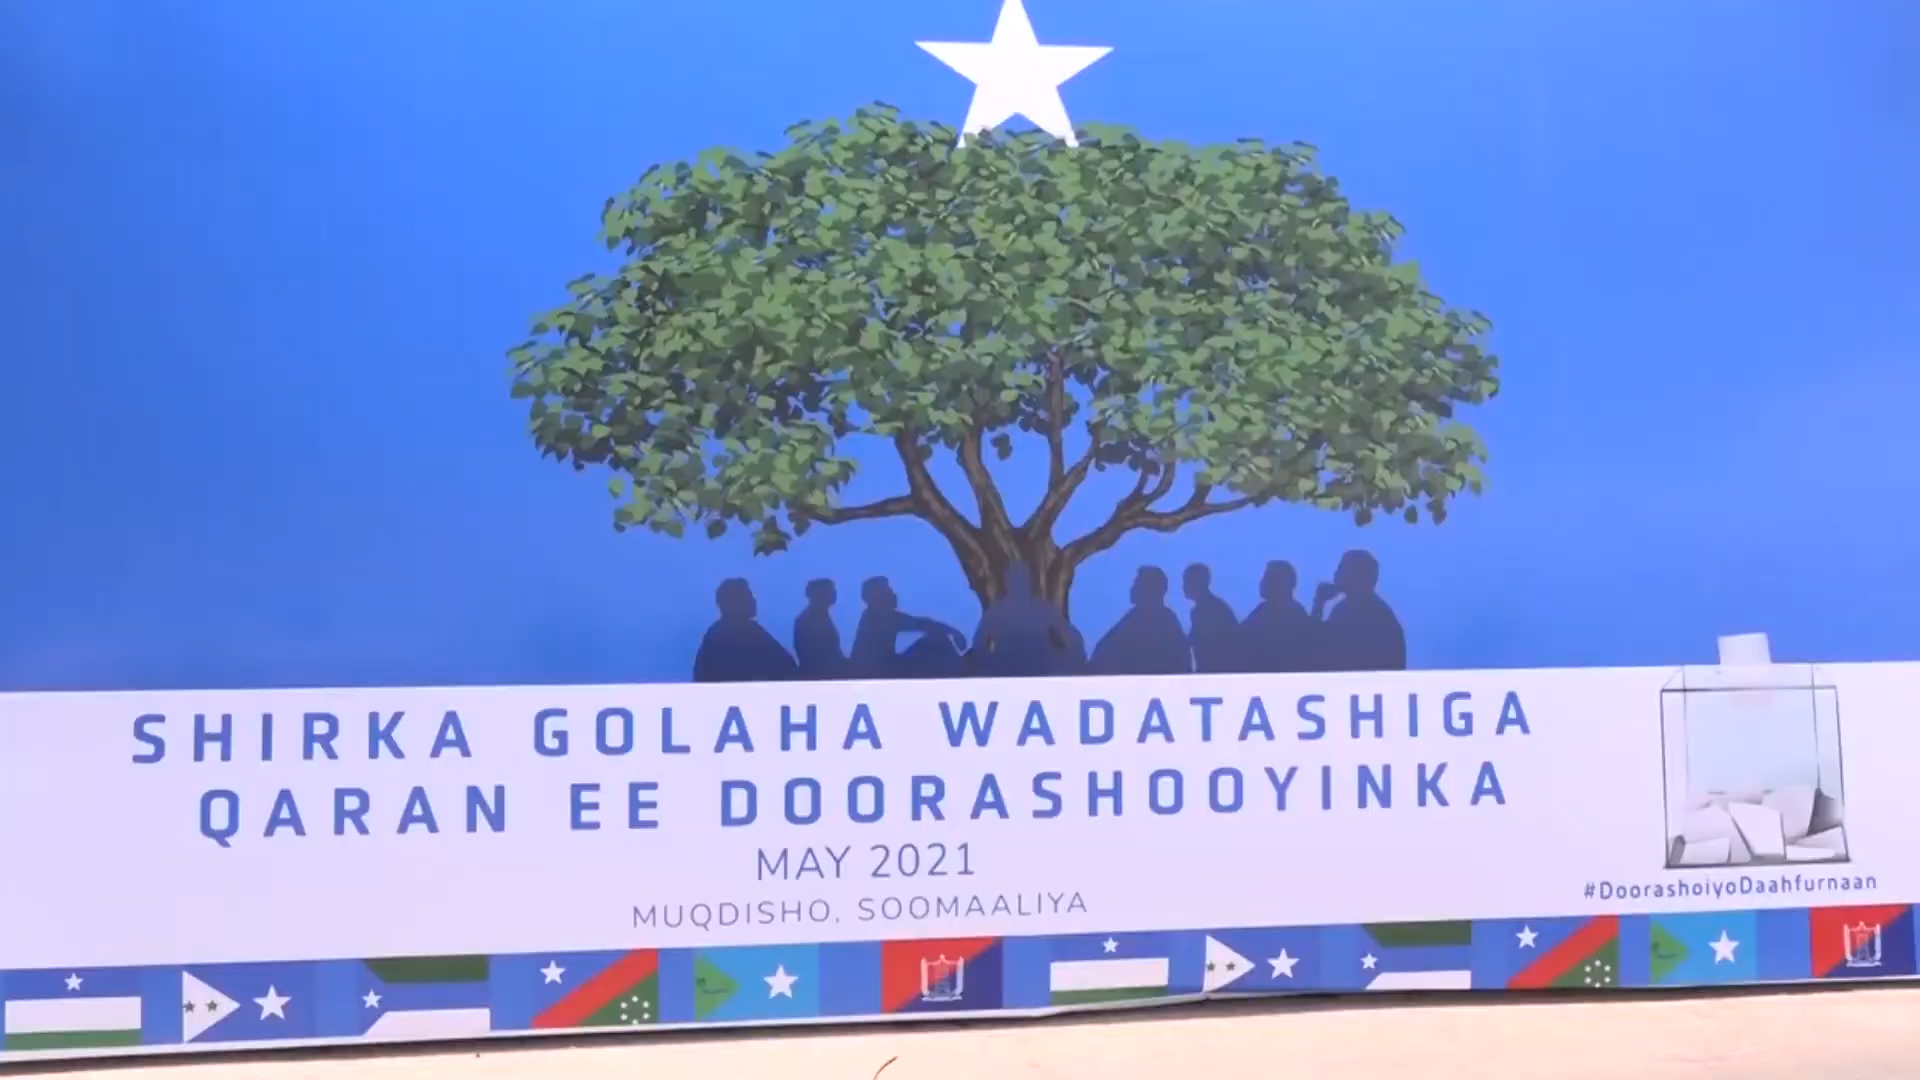 SHIRKA GOLAHA WADATASHIGA
QARAN EE DOORASHOOYINKA
MAY 2021
MUQDISHO, SOOMAALIYA
#DoorashoiyoDaahfurnaan